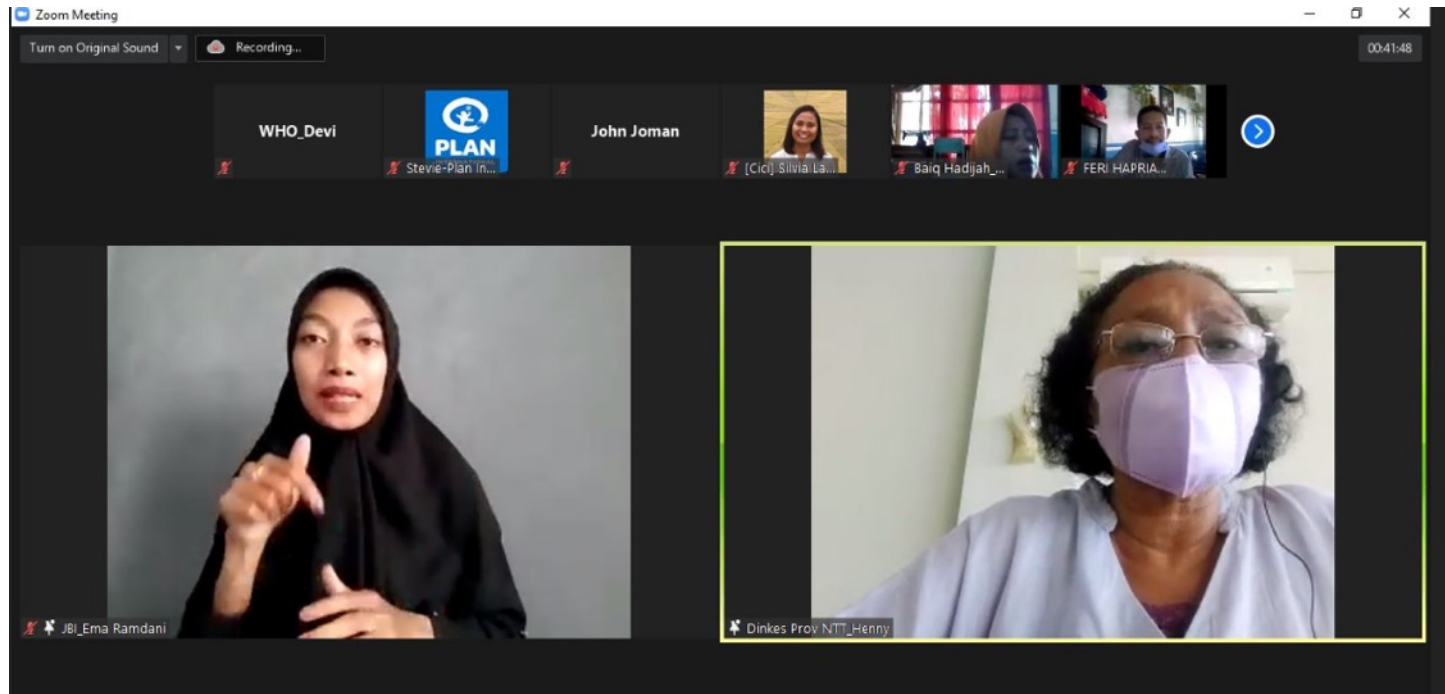 Zoom Meeting
Turn on Original Sound
Recording...
00:41:48
WHO_Devi
PLAN
Stevie-Plan In...
John Joman
[Cici] Silvia La...
Baiq Hadijah_...
FERI HAPRIA...
JBI_Ema Ramdani
Dinkes Prov NTT_Henny